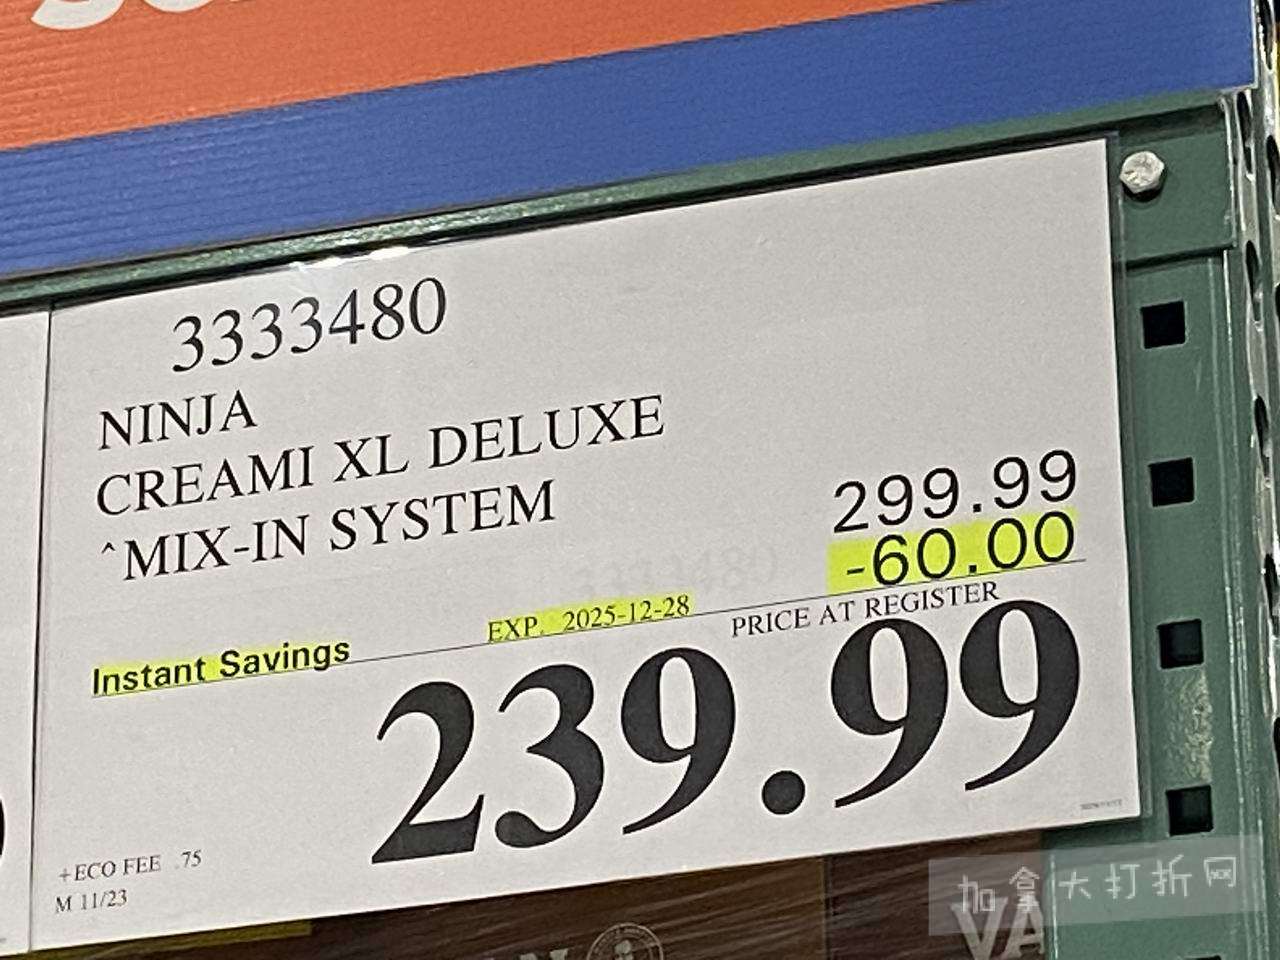 3333480
NINJA
CREAMI XL DELUXE
^MIX-IN SYSTEM
299.99
-60.00
Instant Savings
EXP. 2025-12-28
PRICE AT REGISTER
239.99
+ECO FEE .75
M 11/23
加拿大打折网
VA